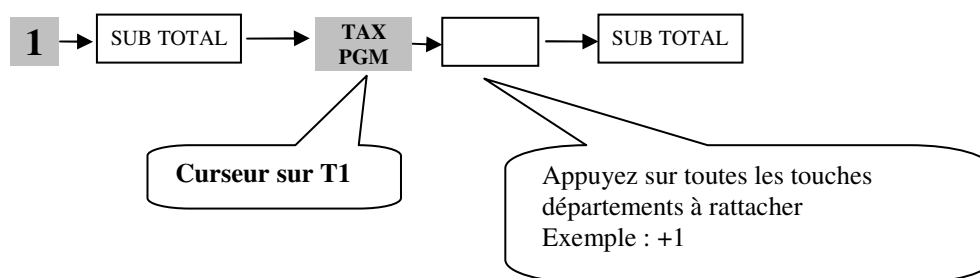 1
SUB TOTAL
TAX
PGM
SUB TOTAL
Curseur sur T1
Appuyez sur toutes les touches
départements à rattacher
Exemple : +1